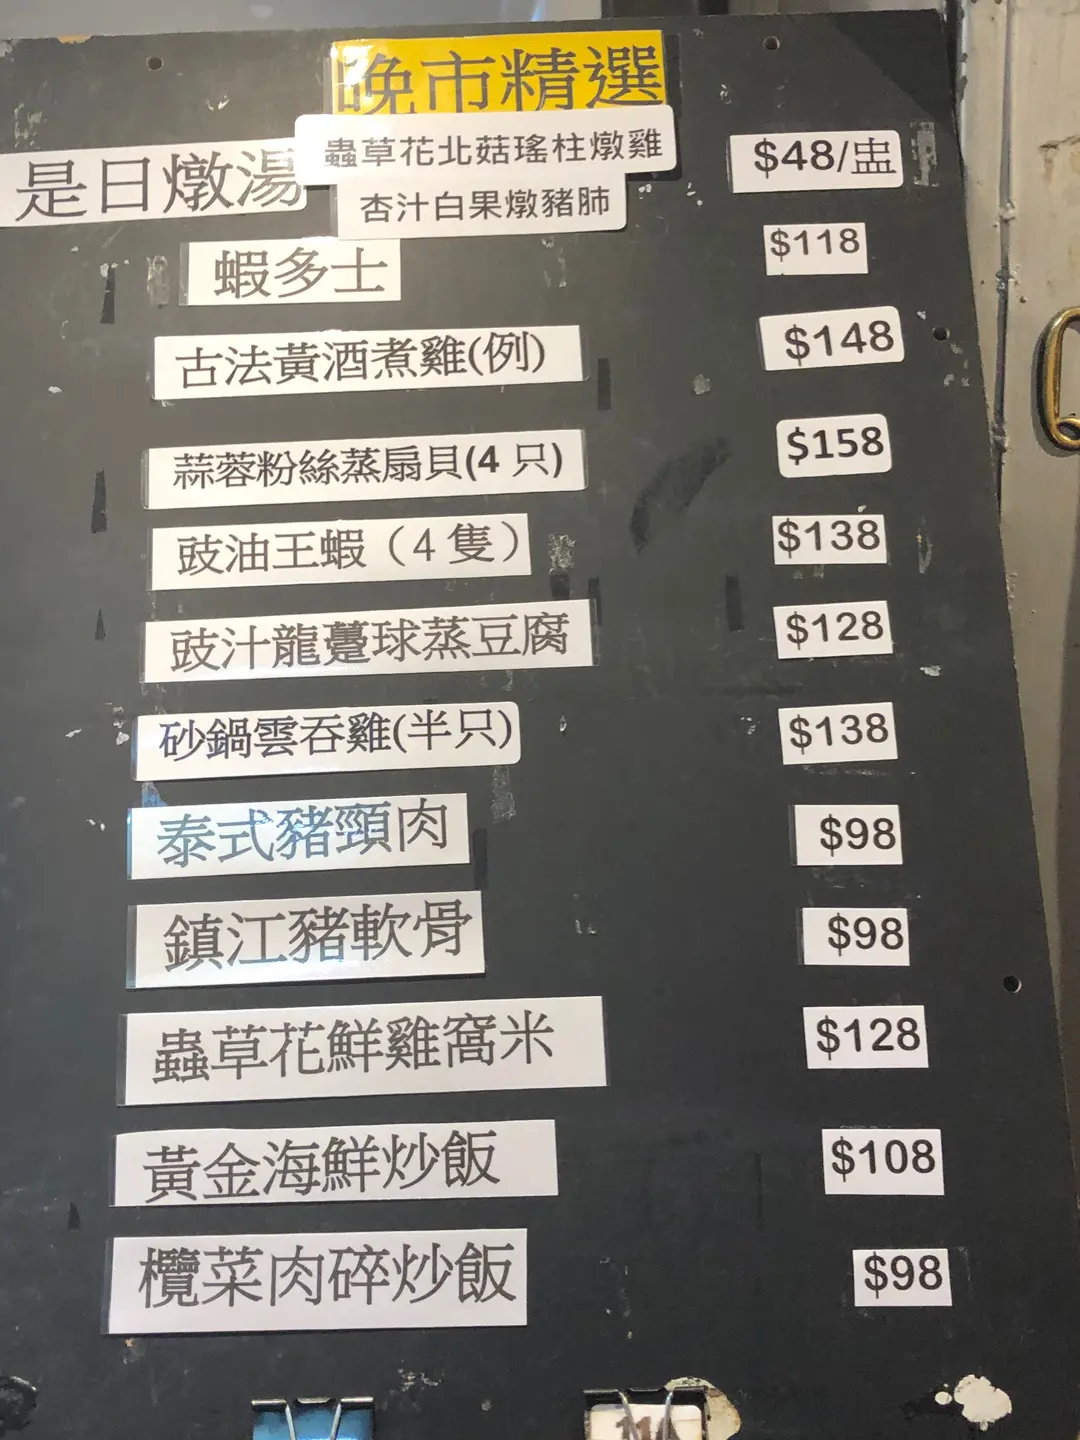 晚市精選
是日燉湯 蟲草花北菇瑤柱燉雞 $48/盅
杏汁白果燉豬肺
蝦多士 $118
古法黃酒煮雞(例) $148
蒜蓉粉絲蒸扇貝(4只) $158
豉油王蝦（4隻） $138
豉汁龍躉球蒸豆腐 $128
砂鍋雲吞雞(半只) $138
泰式豬頸肉 $98
鎮江豬軟骨 $98
蟲草花鮮雞窩米 $128
黃金海鮮炒飯 $108
欖菜肉碎炒飯 $98